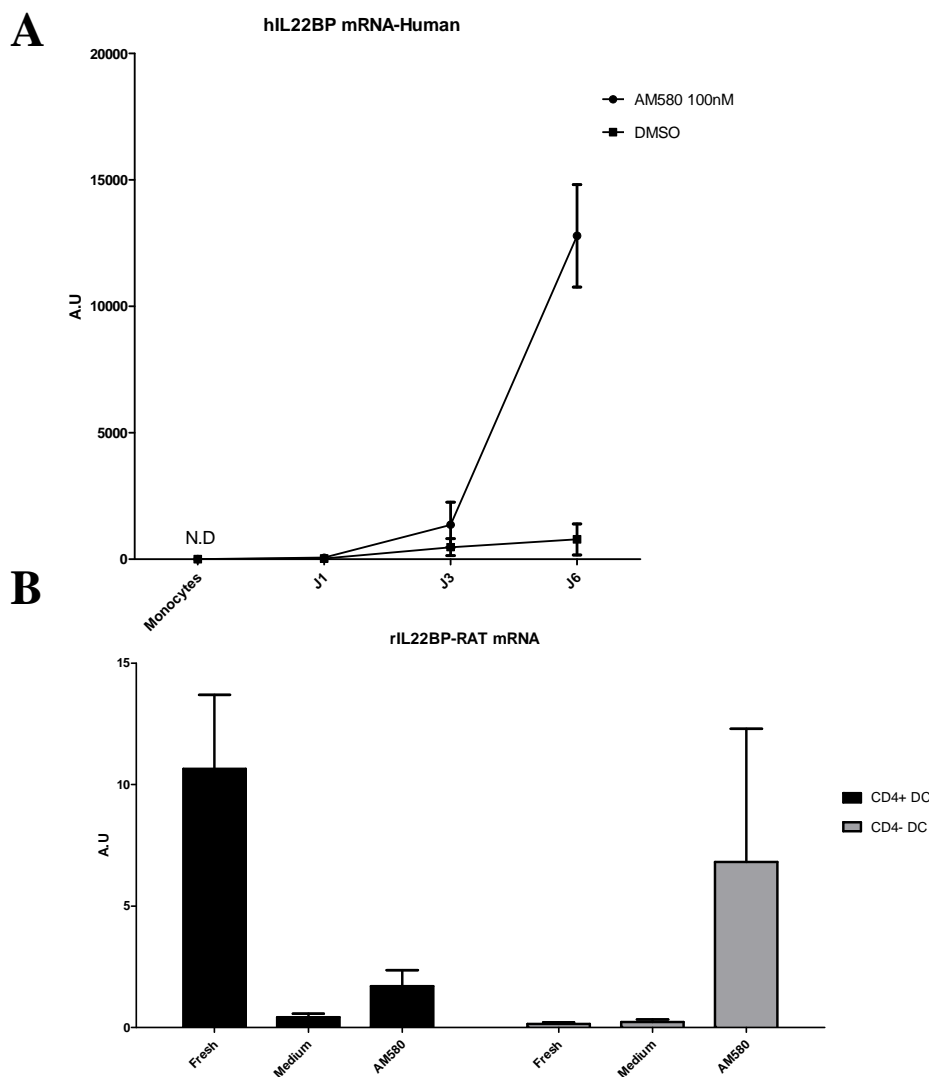 A
hIL22BP mRNA-Human
20000
15000
10000
5000
0
A.U
AM580 100nM
DMSO
N.D
Monocytes
J1
J3
J6
B
rIL22BP-RAT mRNA
15
10
5
0
A.U
CD4+ DC
CD4- DC
Fresh
Medium
AM580
Fresh
Medium
AM580